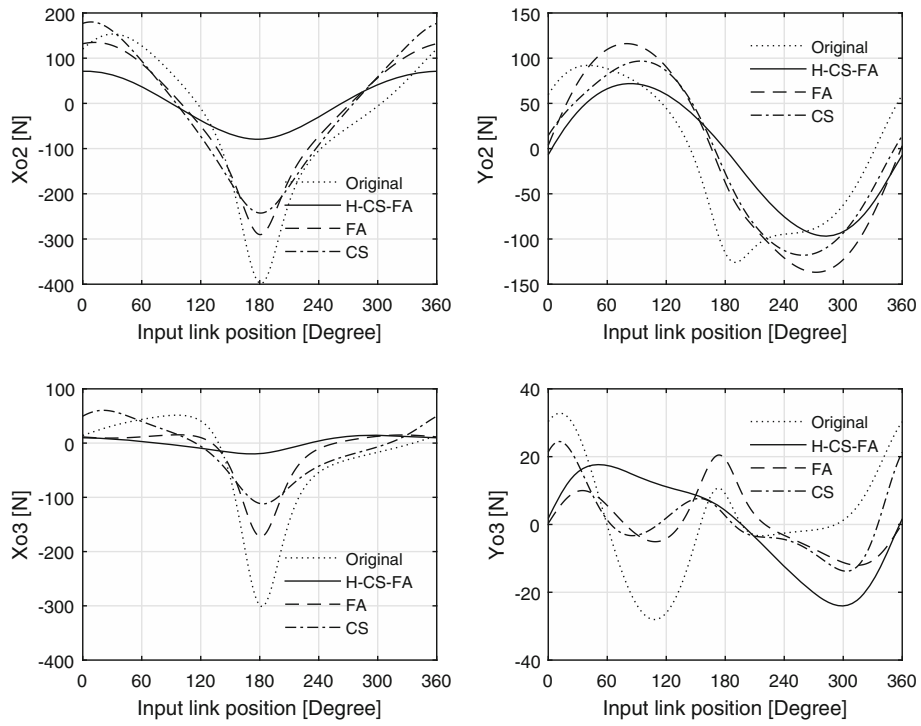 200
100
0
-100
-200
-300
-400
Xo2 [N]
Original
H-CS-FA
FA
CS
0 60 120 180 240 300 360
Input link position [Degree]
150
100
50
0
-50
-100
-150
Yo2 [N]
Original
H-CS-FA
FA
CS
0 60 120 180 240 300 360
Input link position [Degree]
100
0
-100
-200
-300
-400
Xo3 [N]
Original
H-CS-FA
FA
CS
0 60 120 180 240 300 360
Input link position [Degree]
40
20
0
-20
-40
Yo3 [N]
Original
H-CS-FA
FA
CS
0 60 120 180 240 300 360
Input link position [Degree]